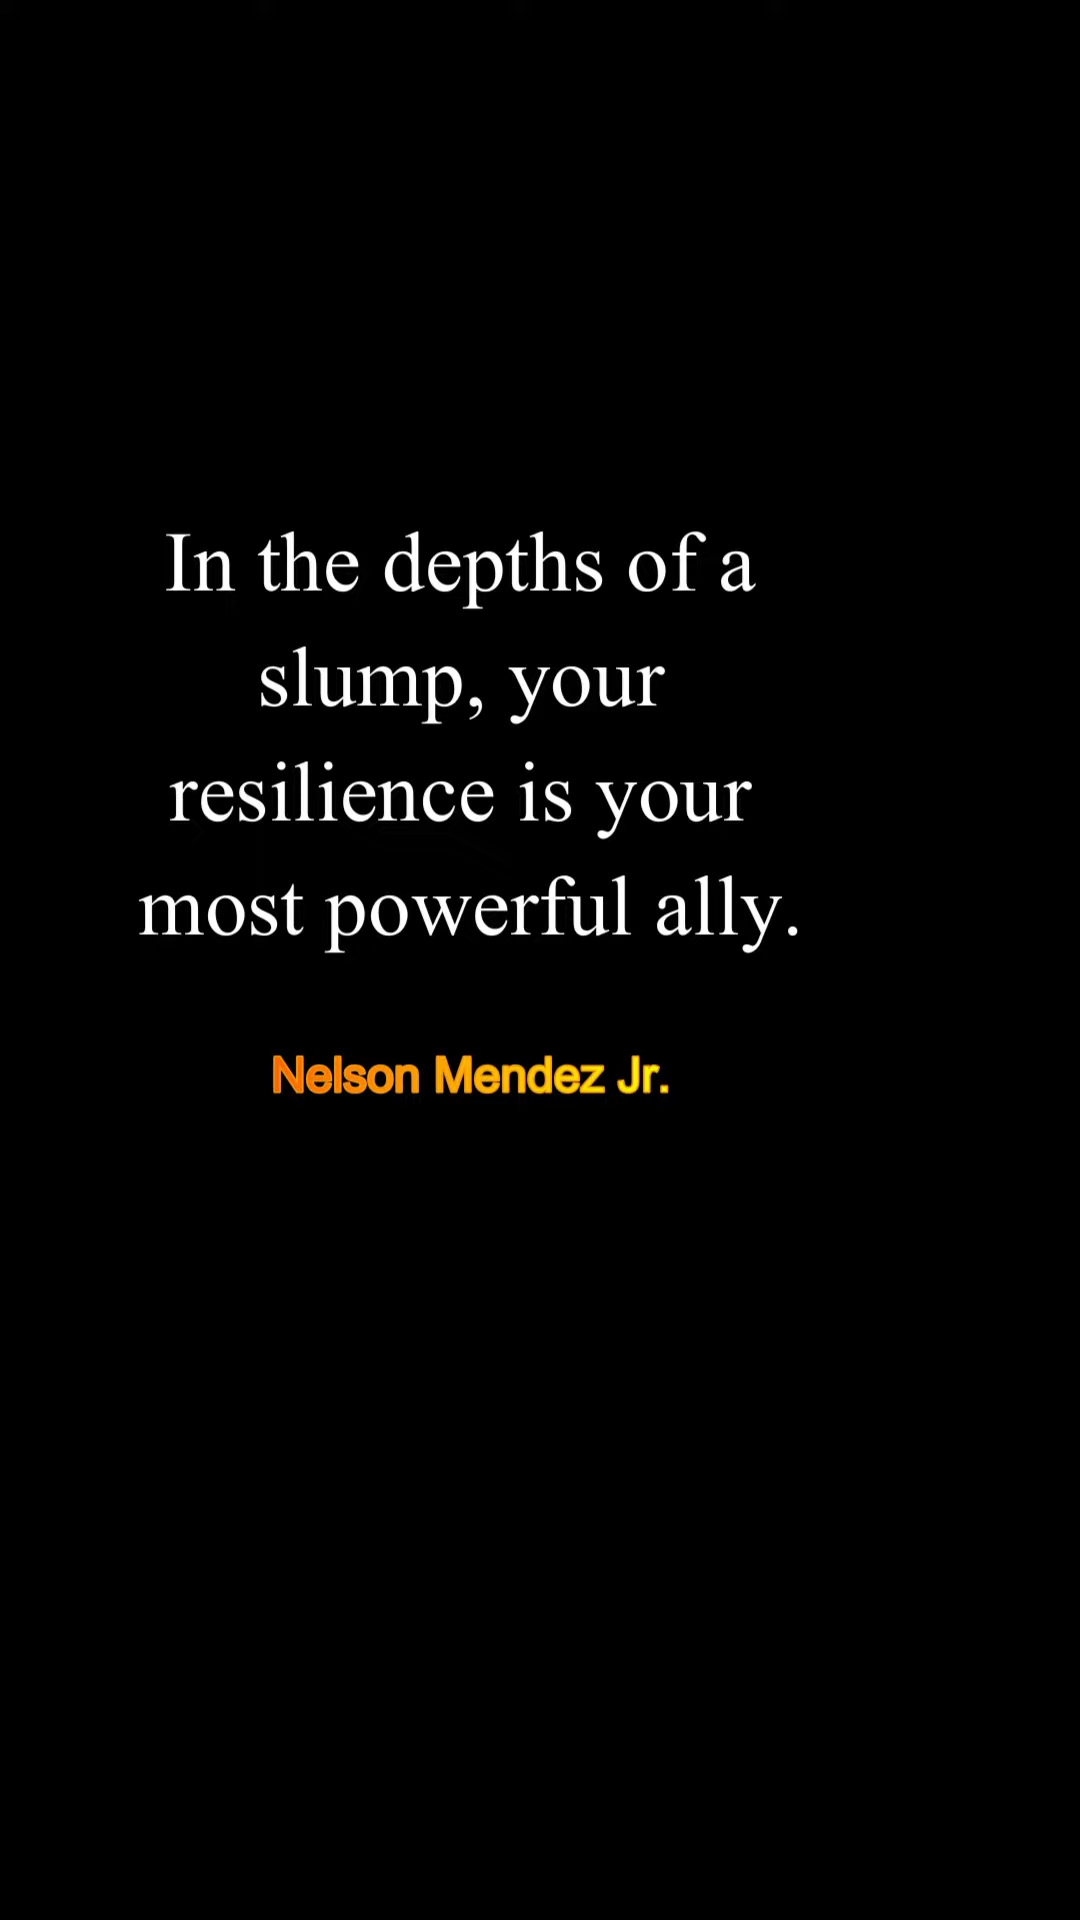 In the depths of a
slump, your
resilience is your
most powerful ally.
Nelson Mendez Jr.